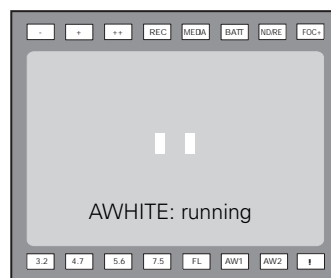 - + ++ REC MEDIA BATT ND/RE FOC+
AWHITE: running
3.2 4.7 5.6 7.5 FL AW1 AW2 !